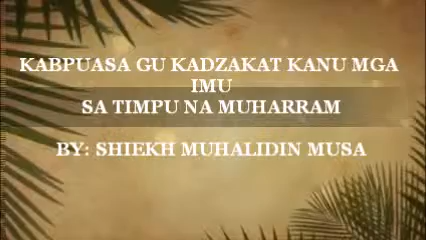 KABPUASA GU KADZAKAT KANU MGA
IMU
SA TIMPU NA MUHARRAM
BY: SHIEKH MUHALIDIN MUSA